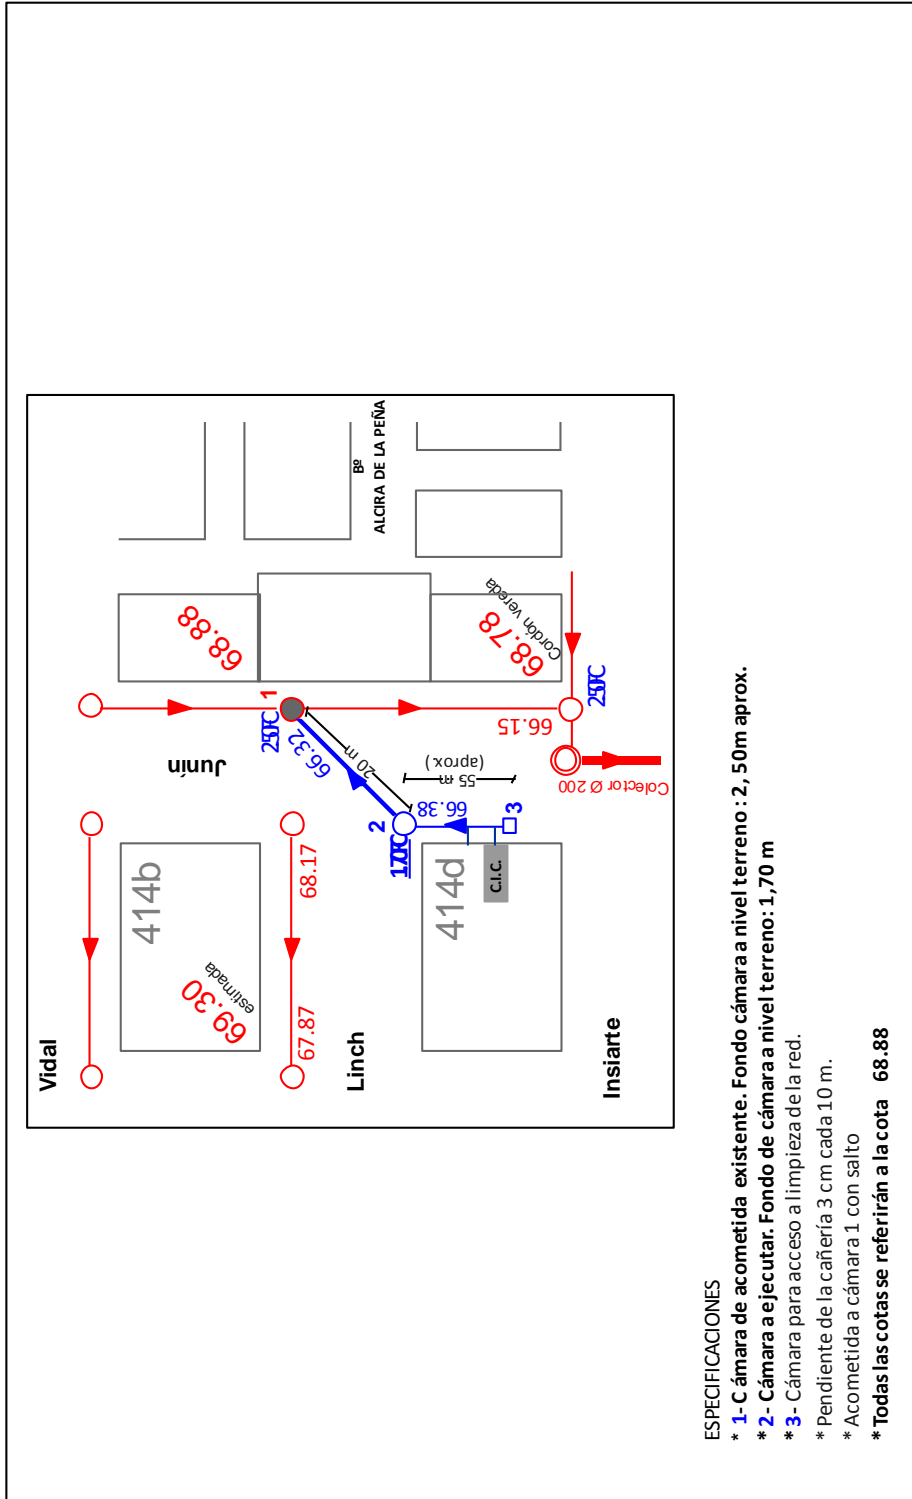 Vidal
Linch
Insiarte
Junín
414b
414d
69.30
estimada
68.17
67.87
68.88
68.78
Cordón vereda
Bº
ALCIRA DE LA PEÑA
1
2
3
66.32
20 m
66.38
55 m
(aprox.)
66.15
C.I.C.
Colector Ø 200
ESPECIFICACIONES
* 1- Cámara de acometida existente. Fondo cámara a nivel terreno : 2, 50m aprox.
* 2 - Cámara a ejecutar. Fondo de cámara a nivel terreno: 1,70 m
* 3 - Cámara para acceso a limpieza de la red.
* Pendiente de la cañería 3 cm cada 10 m.
* Acometida a cámara 1 con salto
* Todas las cotas se referirán a la cota 68.88